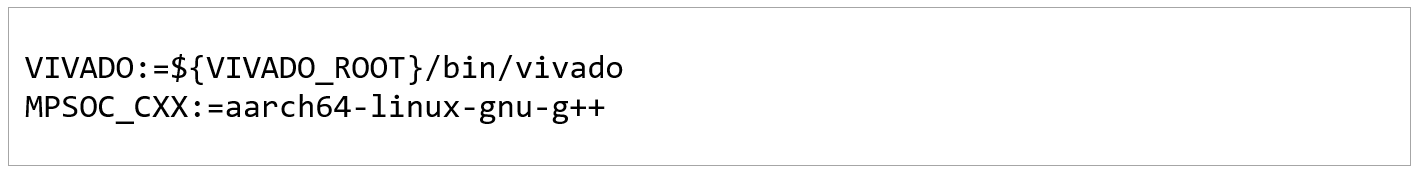 VIVADO:=${VIVADO_ROOT}/bin/vivado
MPSOC_CXX:=aarch64-linux-gnu-g++